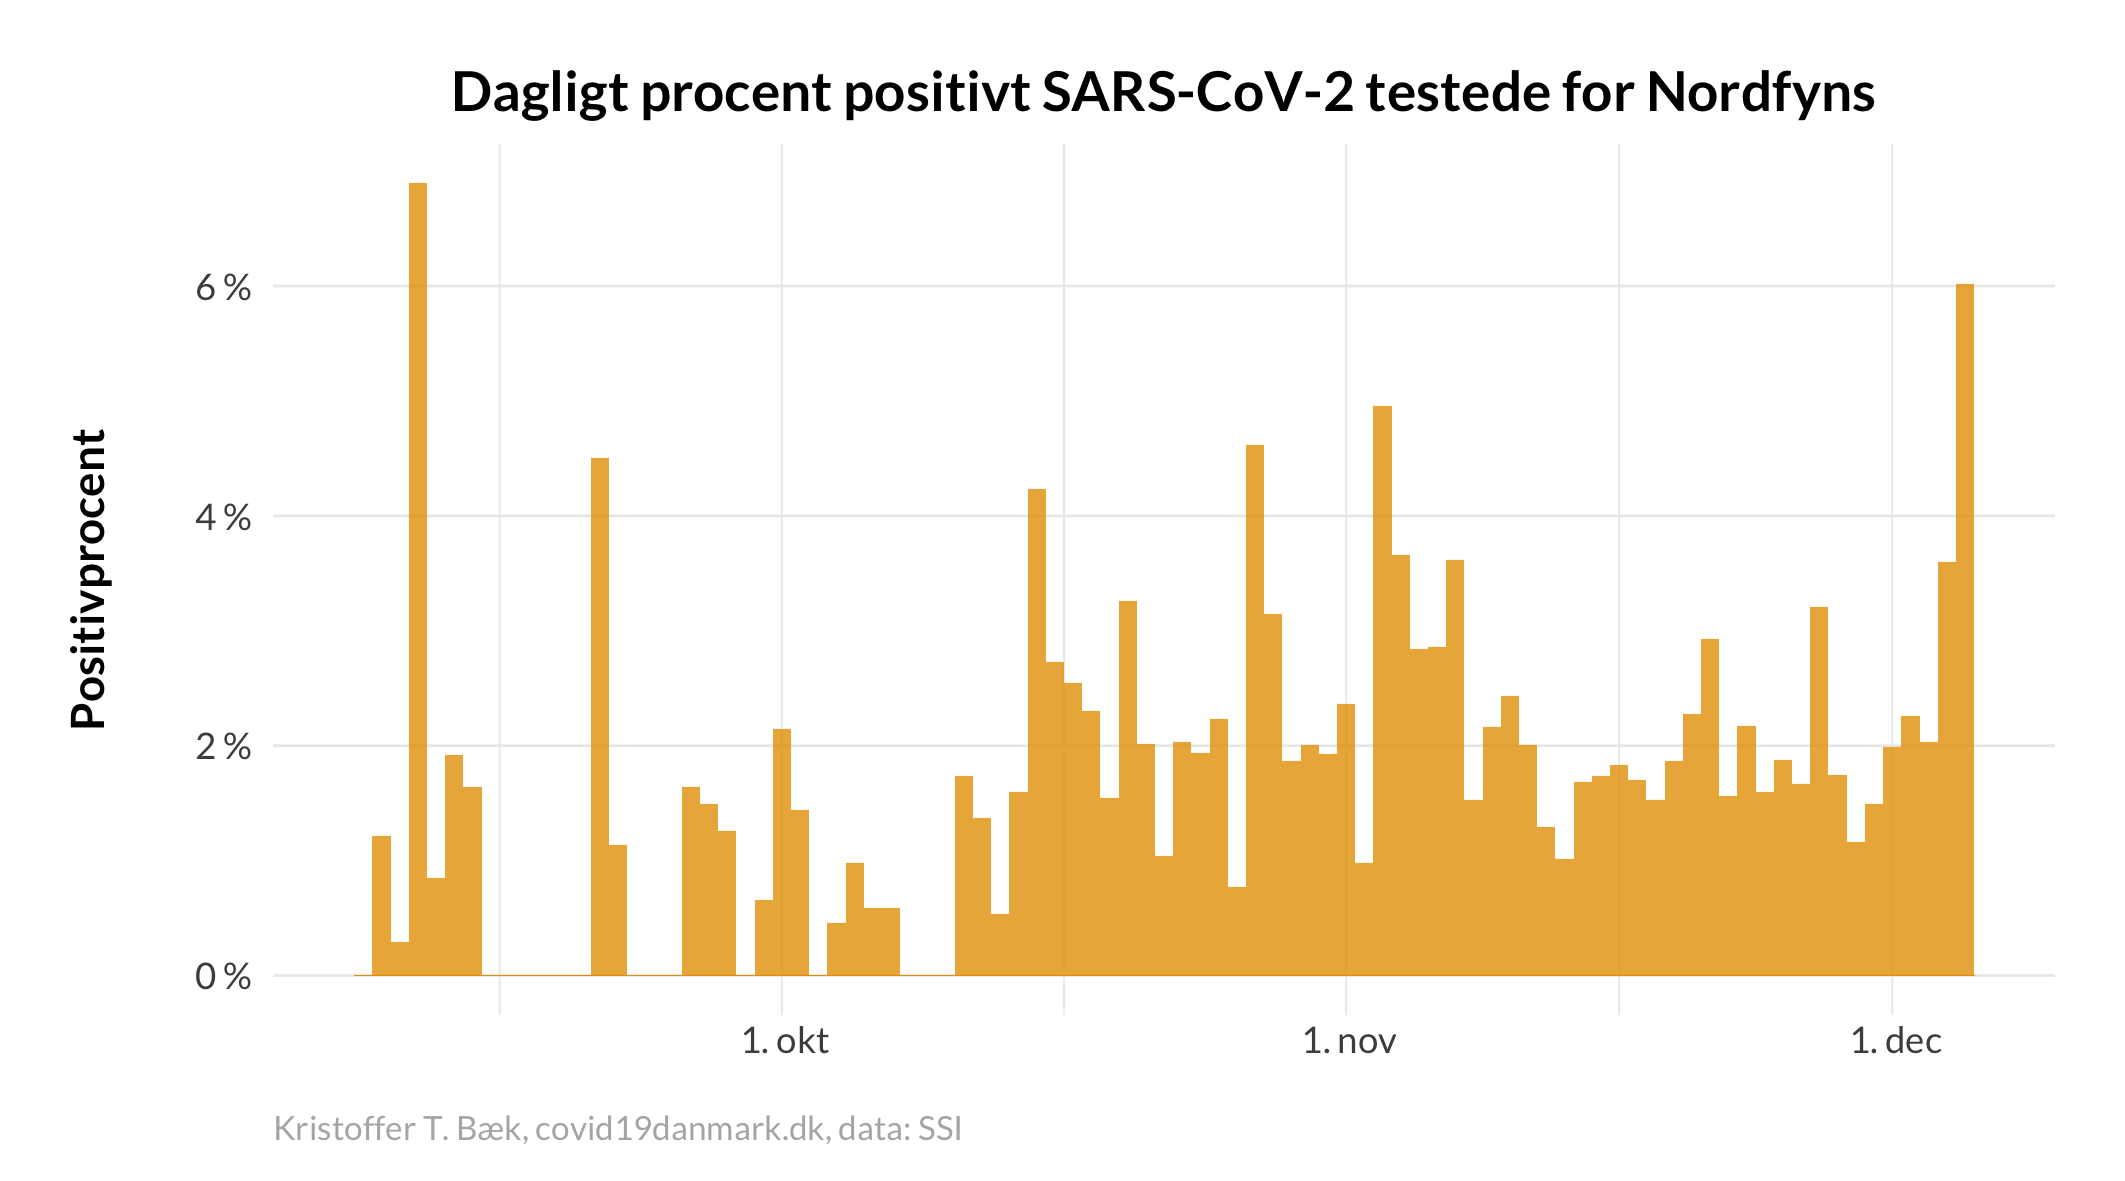 Dagligt procent positivt SARS-CoV-2 testede for Nordfyns
Positivprocent
6 %
4 %
2 %
0 %
1. okt
1. nov
1. dec
Kristoffer T. Bæk, covid19danmark.dk, data: SSI